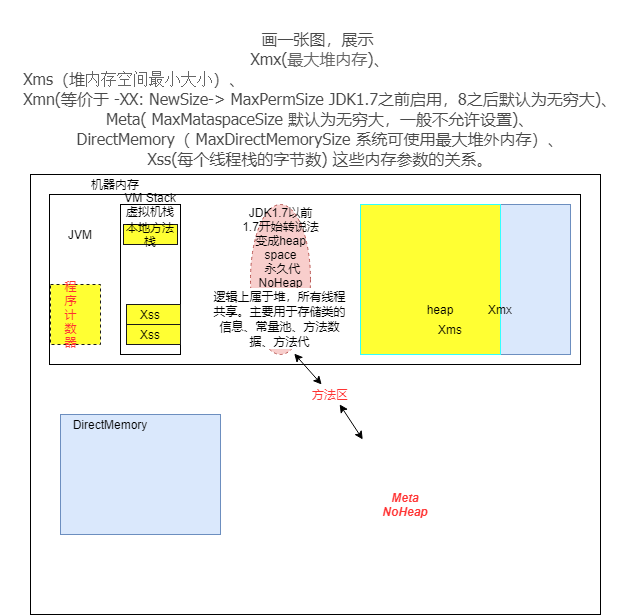 画一张图，展示
Xmx(最大堆内存)、
Xms（堆内存空间最小大小）、
Xmn(等价于 -XX: NewSize-> MaxPermSize JDK1.7之前启用，8之后默认为无穷大)、
Meta( MaxMataspaceSize 默认为无穷大，一般不允许设置)、
DirectMemory（ MaxDirectMemorySize 系统可使用最大堆外内存）、
Xss(每个线程栈的字节数) 这些内存参数的关系。
机器内存
JVM
程
序
计
数
器
VM Stack
虚拟机栈
本地方法
栈
Xss
Xss
JDK1.7以前
1.7开始转说法
变成heap
space
永久代
NoHeap
逻辑上属于堆，所有线程
共享。主要用于存储类的
信息、常量池、方法数
据、方法代
heap
Xmx
Xms
方法区
DirectMemory
Meta
NoHeap